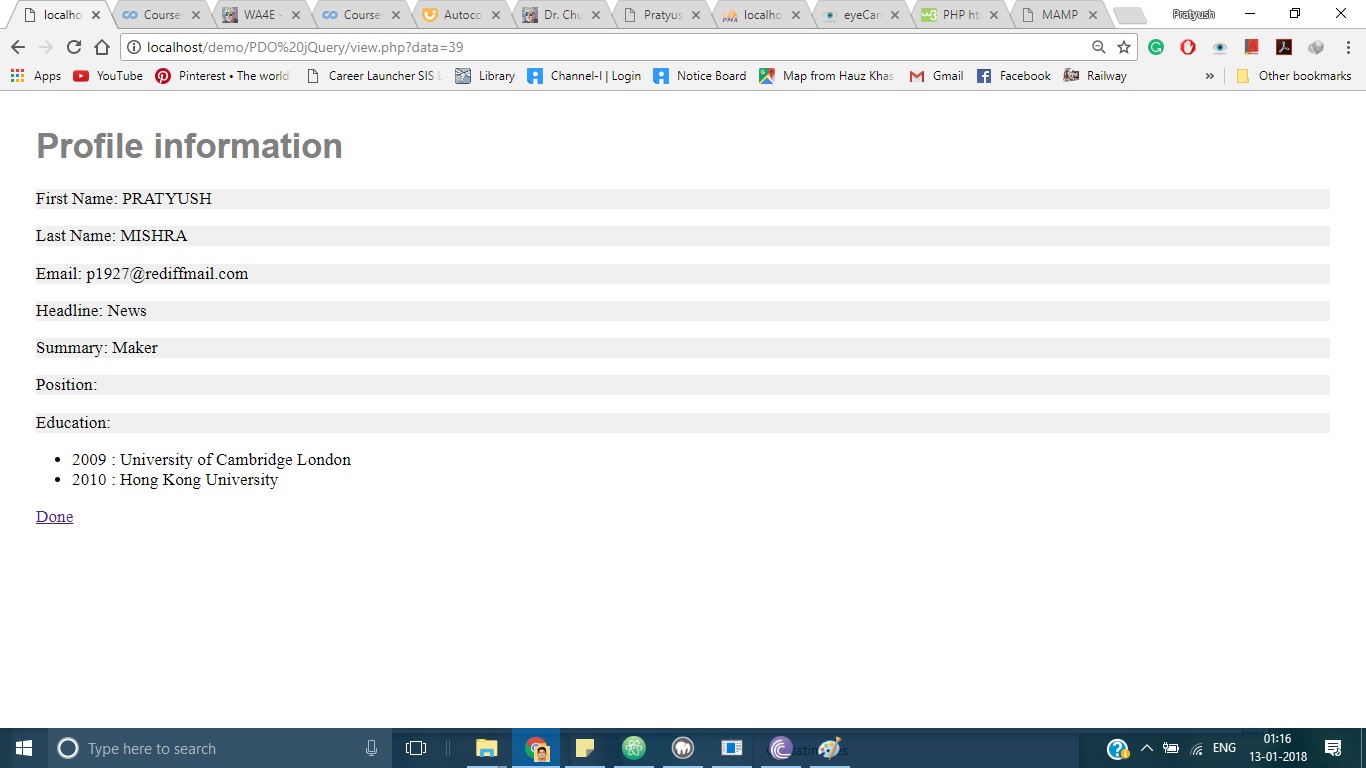 localho
Course
WA4E -
Course
Autoco
Dr. Chu
Pratyus
localho
eyeCar
PHP ht
MAMP
Pratyush
localhost/demo/PDO%20jQuery/view.php?data=39
Apps
YouTube
Pinterest • The world
Career Launcher SIS L
Library
Channel-I | Login
Notice Board
Map from Hauz Khas
Gmail
Facebook
Railway
»
Other bookmarks
Profile information
First Name: PRATYUSH
Last Name: MISHRA
Email: p1927@rediffmail.com
Headline: News
Summary: Maker
Position:
Education:
• 2009 : University of Cambridge London
• 2010 : Hong Kong University
Done
Type here to search
ENG
01:16
13-01-2018